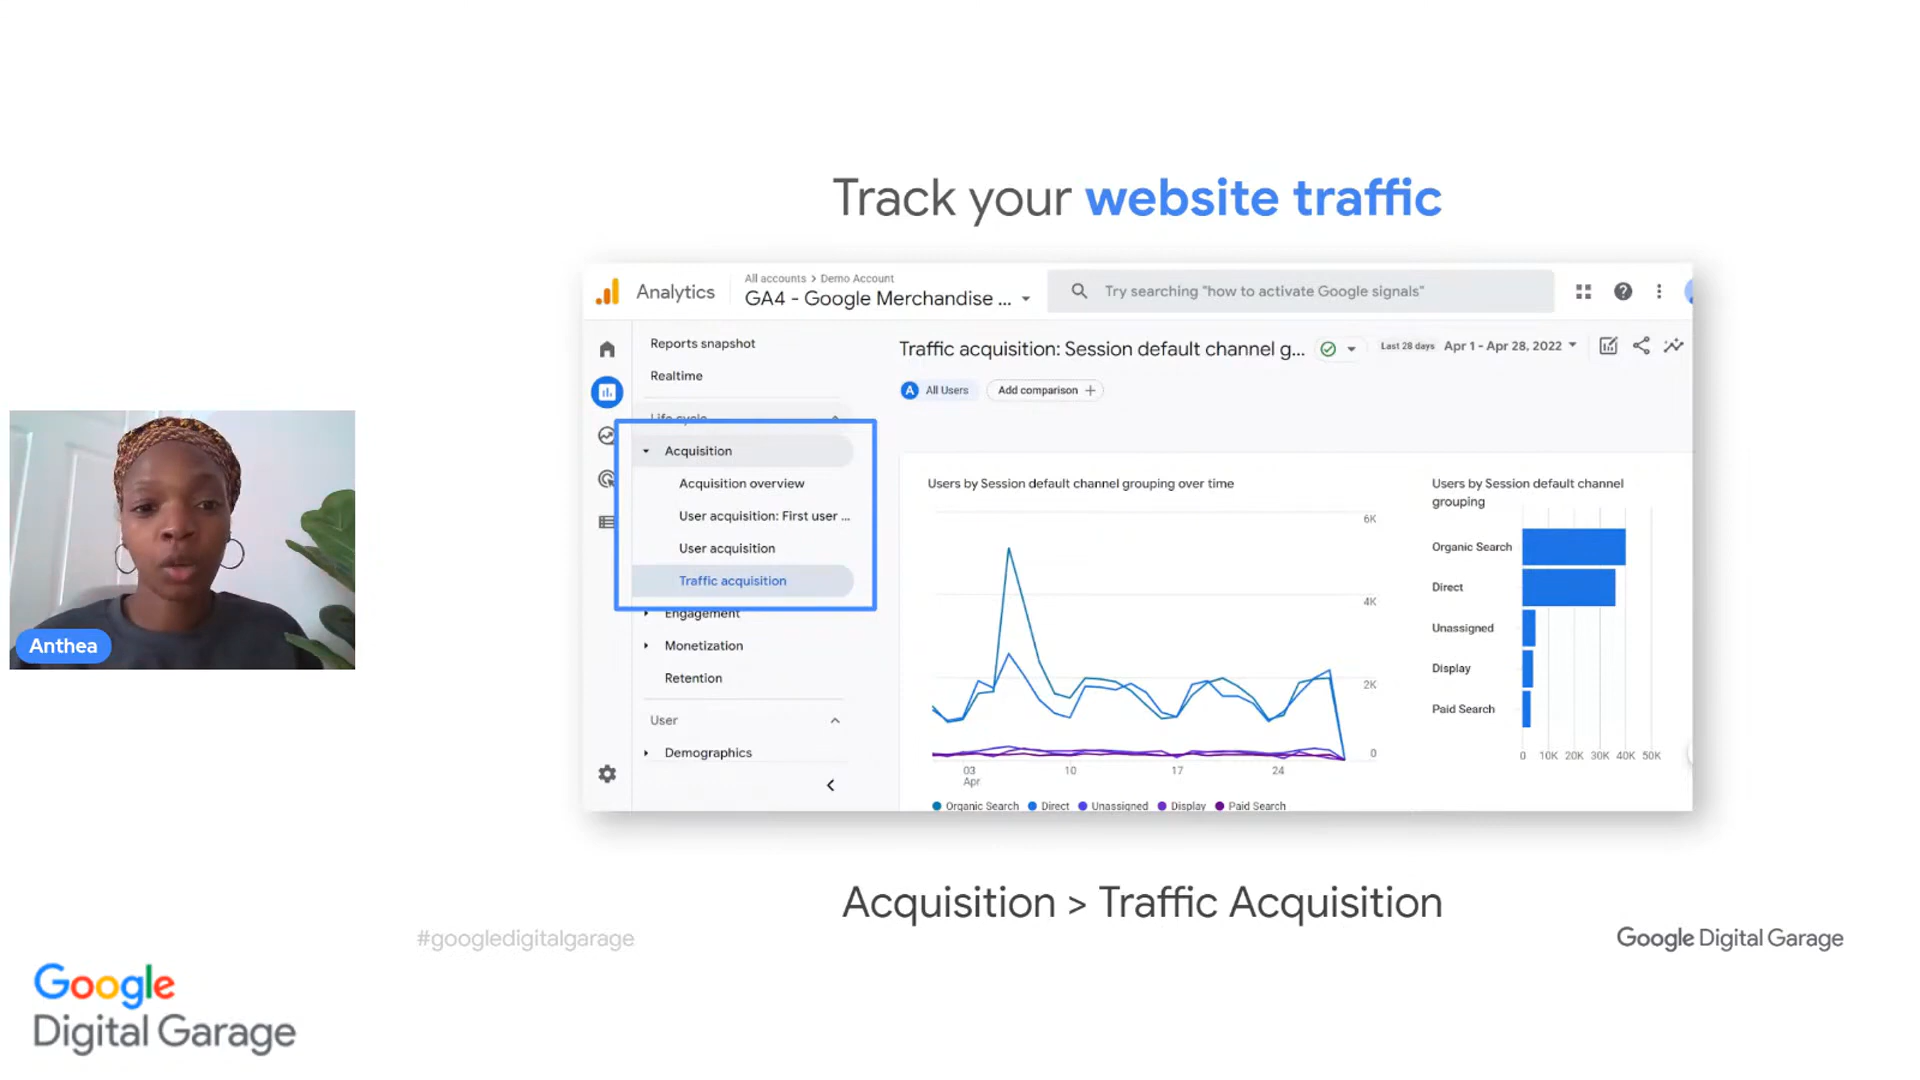 Track your website traffic
Analytics
All accounts > Demo Account
GA4 - Google Merchandise ...
Try searching "how to activate Google signals"
Reports snapshot
Realtime
Life cycle
Acquisition
Acquisition overview
User acquisition: First user ...
User acquisition
Traffic acquisition
Engagement
Monetization
Retention
User
Demographics
Traffic acquisition: Session default channel g...
Last 28 days Apr 1 - Apr 28, 2022
A All Users
Add comparison +
Users by Session default channel grouping over time
6K
4K
2K
0
03
Apr
10
17
24
Organic Search Direct Unassigned Display Paid Search
Users by Session default channel
grouping
Organic Search
Direct
Unassigned
Display
Paid Search
0 10K 20K 30K 40K 50K
Anthea
Acquisition > Traffic Acquisition
#googledigitalgarage
Google Digital Garage
Google
Digital Garage